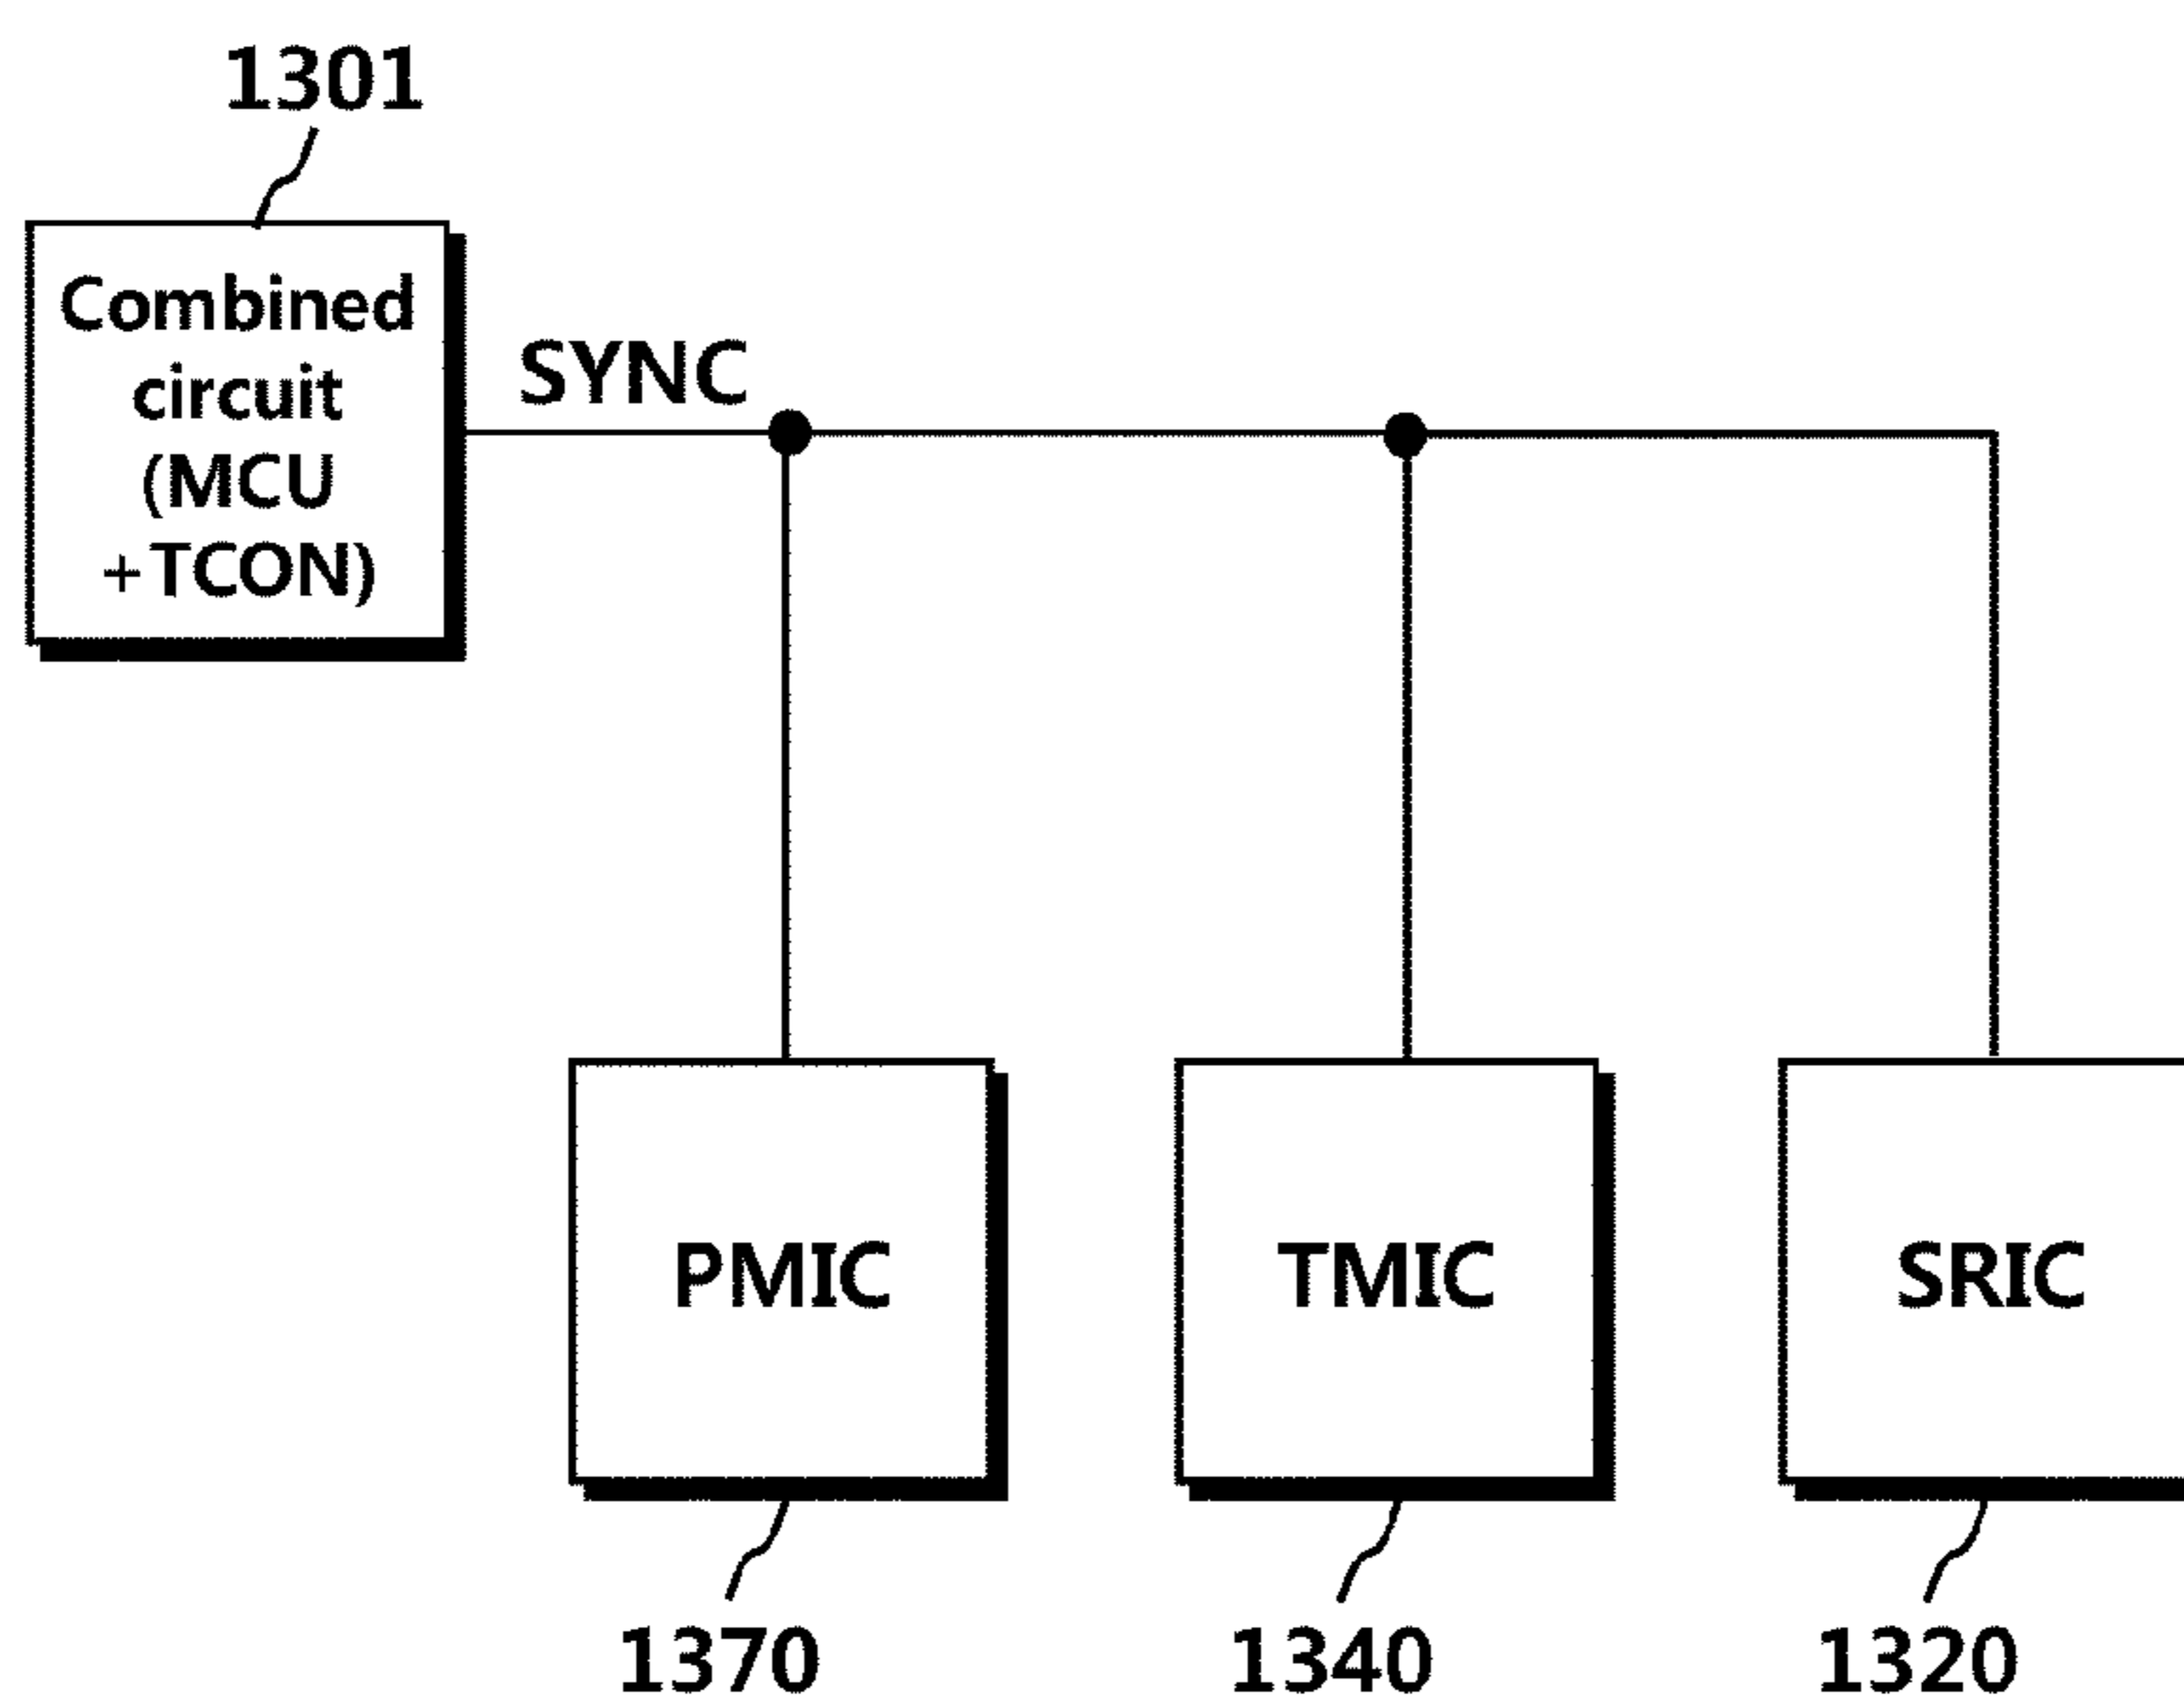 1301
Combined
circuit
(MCU
+TCON)
SYNC
PMIC
TMIC
SRIC
1370
1340
1320